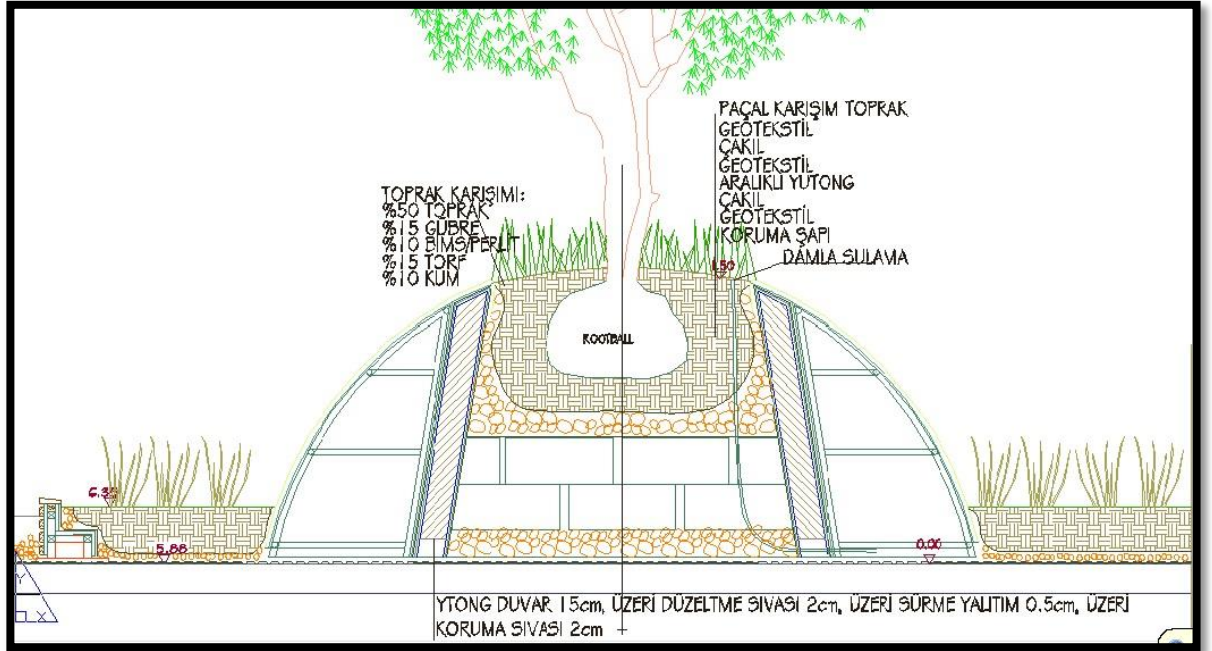 PAÇAL KARIŞIM TOPRAK
GEOTEKSTİL
ÇAKIL
GEOTEKSTİL
ARALIKLI YUTONG
ÇAKIL
GEOTEKSTİL
KORUMA ŞAPI
TOPRAK KARIŞIMI:
%50 TOPRAK
%15 GÜBRE
%10 BİMS/PERLİT
%15 TORF
%10 KUM
1.50
DAMLA SULAMA
ROOTBALL
5.88
0.00
Y
X
YTONG DUVAR 15cm, ÜZERİ DÜZELTME SIVASI 2cm, ÜZERİ SÜRME YALITIM 0.5cm, ÜZERİ
KORUMA SIVASI 2cm